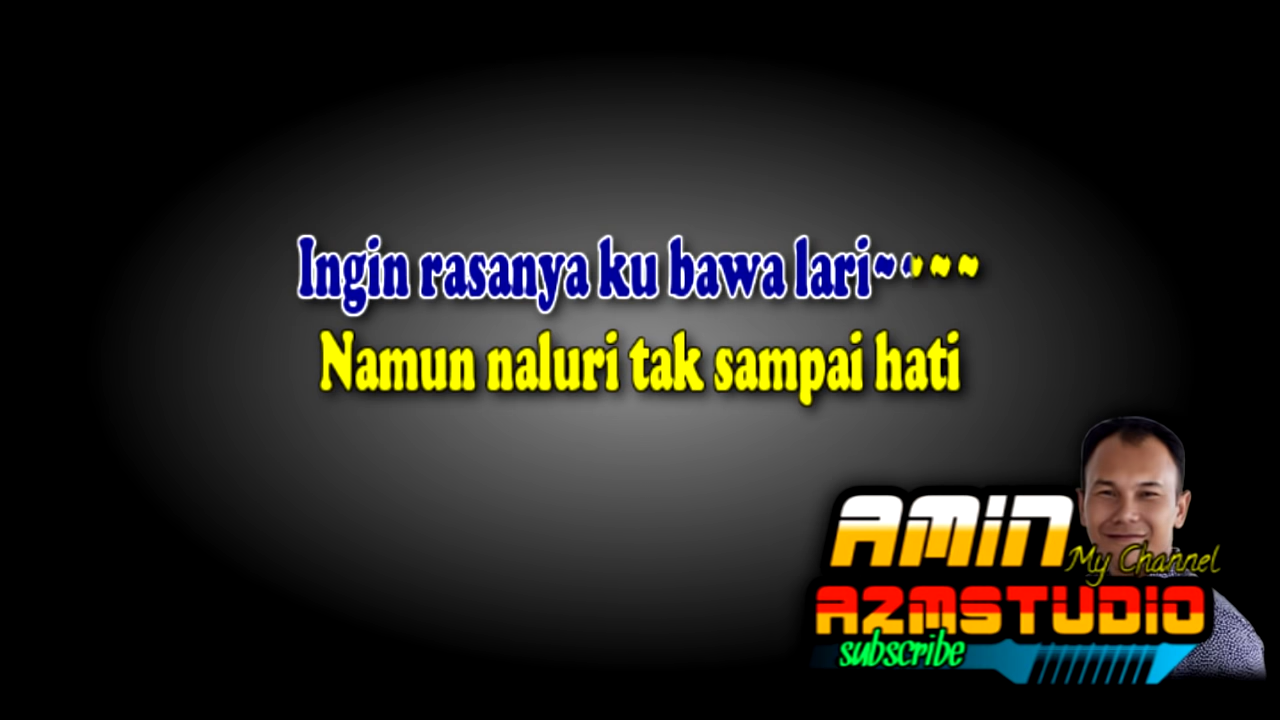 Ingin rasanya ku bawa lari~~~~
Namun naluri tak sampai hati
AMIN
My Channel
AZMSTUDIO
subscribe